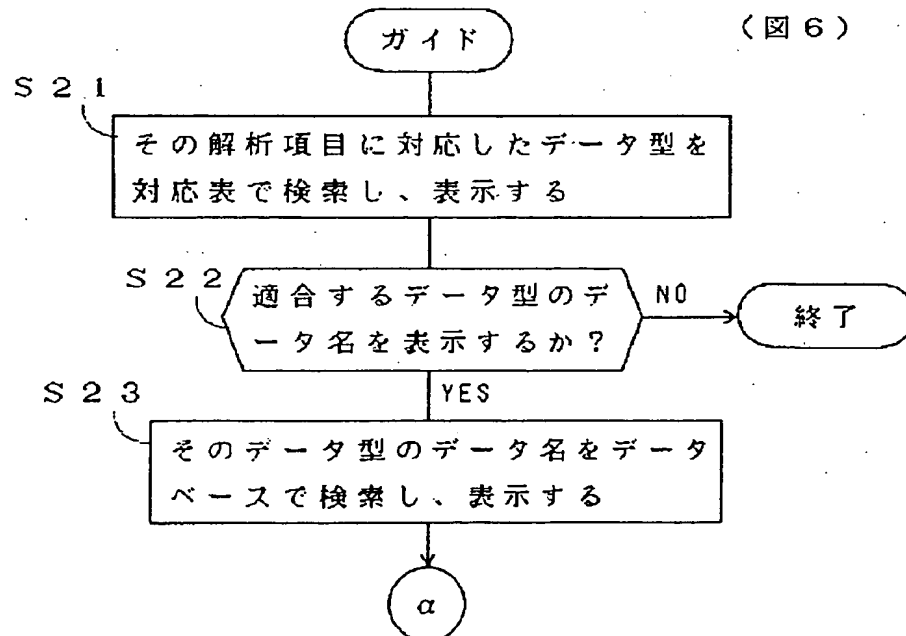 （図６）
ガイド
Ｓ２１
その解析項目に対応したデータ型を
対応表で検索し、表示する
Ｓ２２
適合するデータ型のデ
ータ名を表示するか？
NO
終了
YES
Ｓ２３
そのデータ型のデータ名をデータ
ベースで検索し、表示する
α